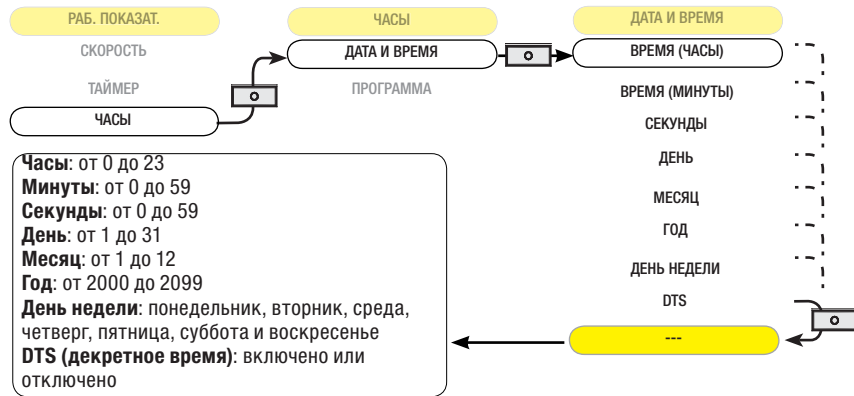 РАБ. ПОКАЗАТ.
СКОРОСТЬ
ТАЙМЕР
ЧАСЫ
ЧАСЫ
ДАТА И ВРЕМЯ
ПРОГРАММА
ДАТА И ВРЕМЯ
ВРЕМЯ (ЧАСЫ)
ВРЕМЯ (МИНУТЫ)
СЕКУНДЫ
ДЕНЬ
МЕСЯЦ
ГОД
ДЕНЬ НЕДЕЛИ
DTS
---
Часы: от 0 до 23
Минуты: от 0 до 59
Секунды: от 0 до 59
День: от 1 до 31
Месяц: от 1 до 12
Год: от 2000 до 2099
День недели: понедельник, вторник, среда,
четверг, пятница, суббота и воскресенье
DTS (декретное время): включено или
отключено